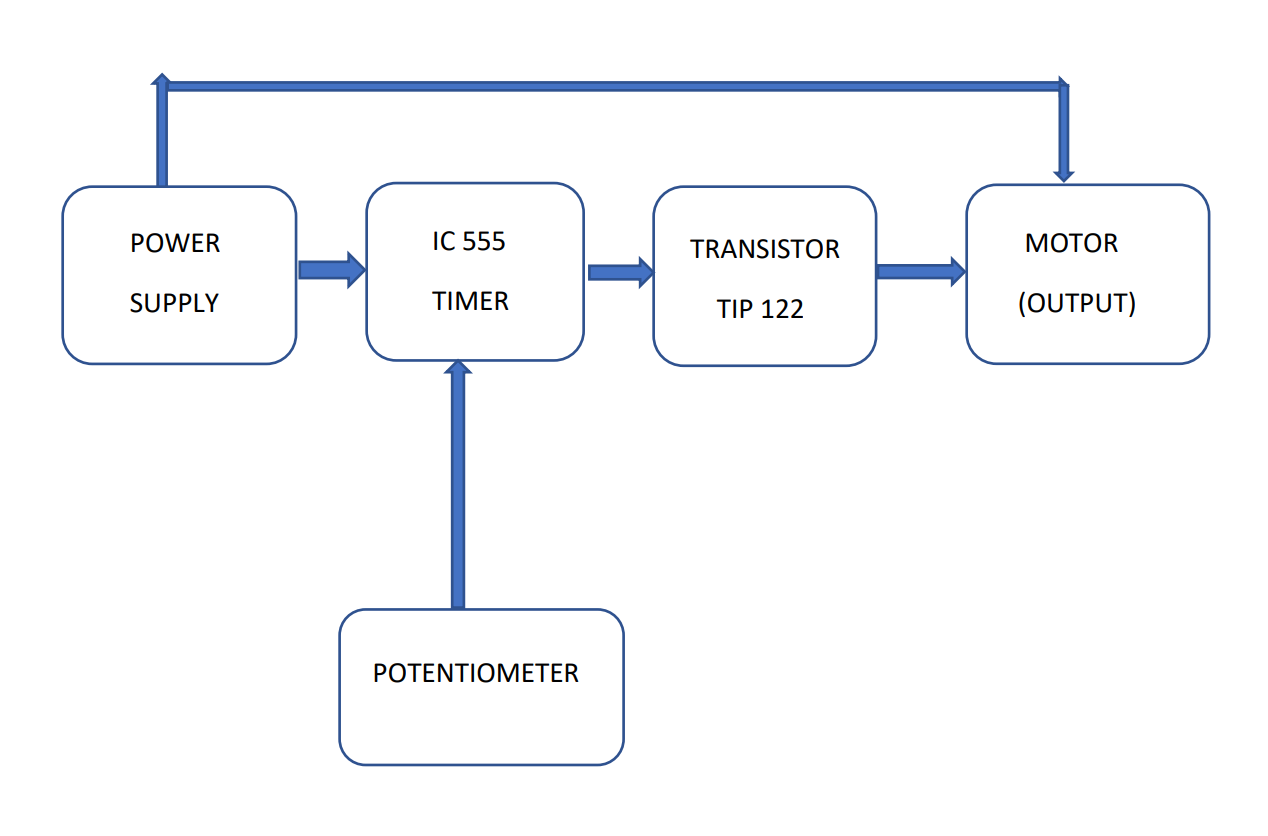 POWER
SUPPLY
IC 555
TIMER
TRANSISTOR
TIP 122
MOTOR
(OUTPUT)
POTENTIOMETER